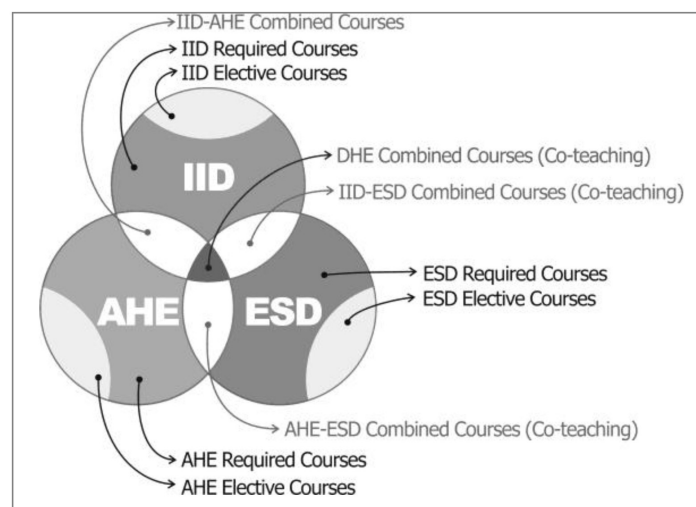 IID-AHE Combined Courses
IID Required Courses
IID Elective Courses
DHE Combined Courses (Co-teaching)
IID
IID-ESD Combined Courses (Co-teaching)
ESD Required Courses
ESD Elective Courses
AHE
ESD
AHE-ESD Combined Courses (Co-teaching)
AHE Required Courses
AHE Elective Courses